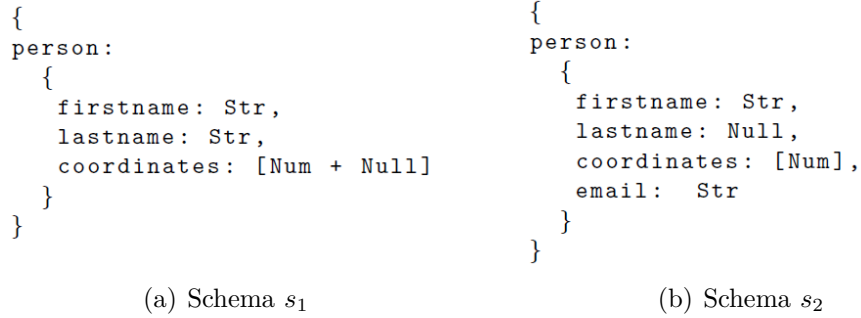 {
person:
{
firstname: Str,
lastname: Str,
coordinates: [Num + Null]
}
}
(a) Schema s₁
{
person:
{
firstname: Str,
lastname: Null,
coordinates: [Num],
email: Str
}
}
(b) Schema s₂